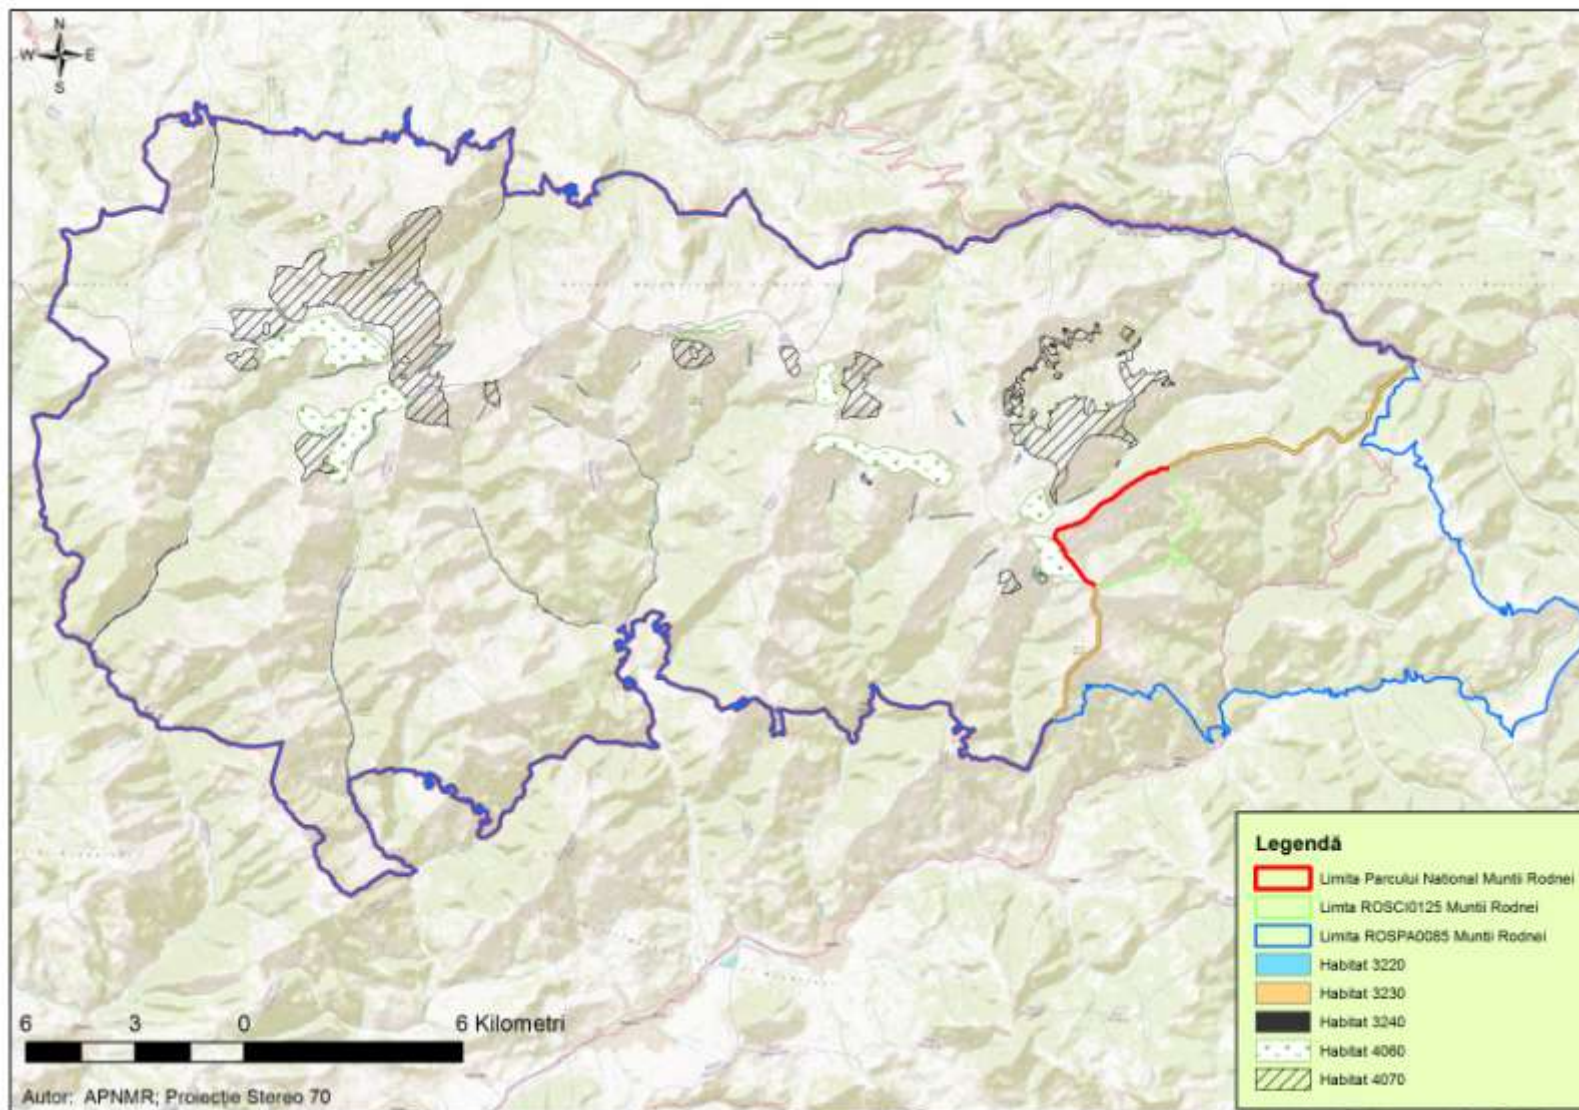 N
W E
S
Legendă
Limita Parcului National Muntii Rodnei
Limta ROSCI0125 Muntii Rodnei
Limita ROSPA0085 Muntii Rodnei
Habitat 3220
Habitat 3230
Habitat 3240
Habitat 4060
Habitat 4070
6 3 0 6 Kilometri
Autor: APNMR; Proiectie Stereo 70